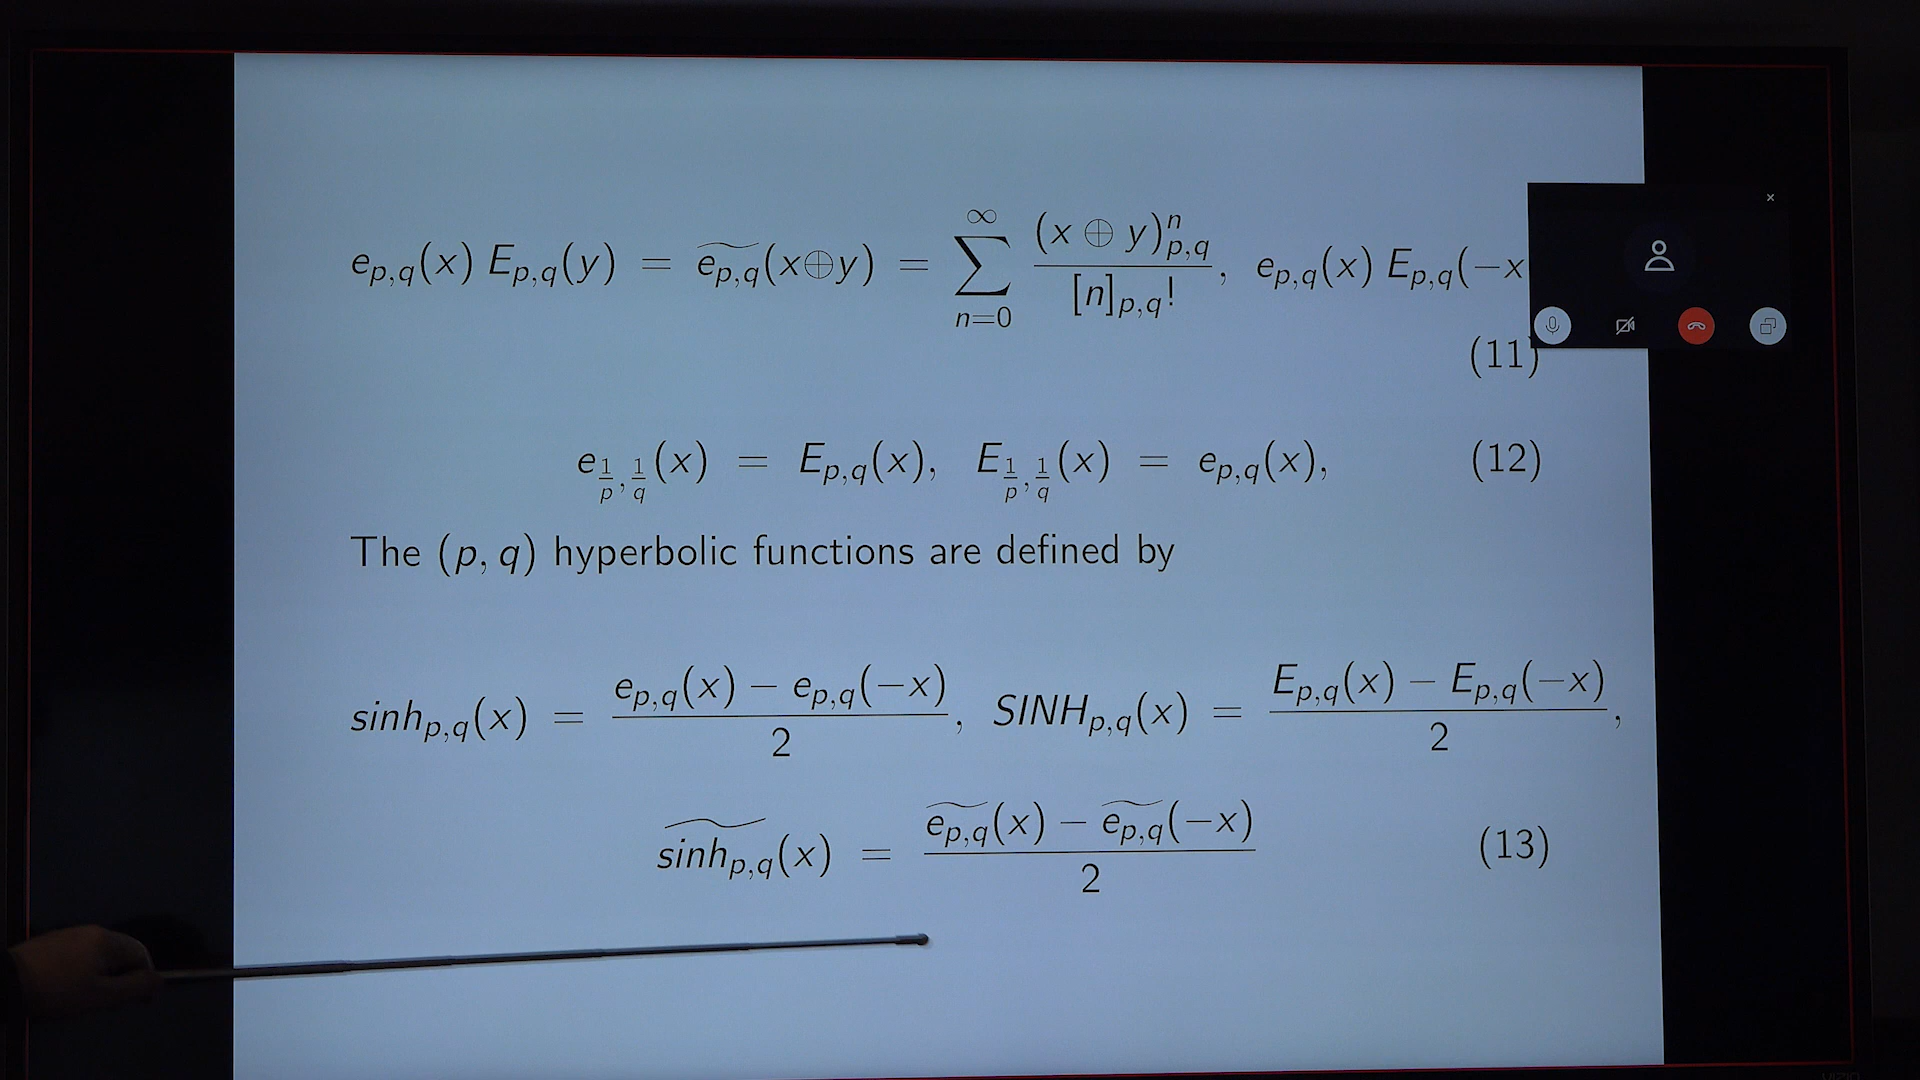 e_{p,q}(x) E_{p,q}(y) = \widetilde{e_{p,q}}(x⊕y) = \sum_{n=0}^{∞} \frac{(x ⊕ y)^n_{p,q}}{[n]_{p,q}!}, e_{p,q}(x) E_{p,q}(−x
(11)
e_{\frac{1}{p},\frac{1}{q}}(x) = E_{p,q}(x), E_{\frac{1}{p},\frac{1}{q}}(x) = e_{p,q}(x), (12)
The (p, q) hyperbolic functions are defined by
sinh_{p,q}(x) = \frac{e_{p,q}(x) − e_{p,q}(−x)}{2}, SINH_{p,q}(x) = \frac{E_{p,q}(x) − E_{p,q}(−x)}{2},
\widetilde{sinh_{p,q}}(x) = \frac{\widetilde{e_{p,q}}(x) − \widetilde{e_{p,q}}(−x)}{2} (13)
VIZIO